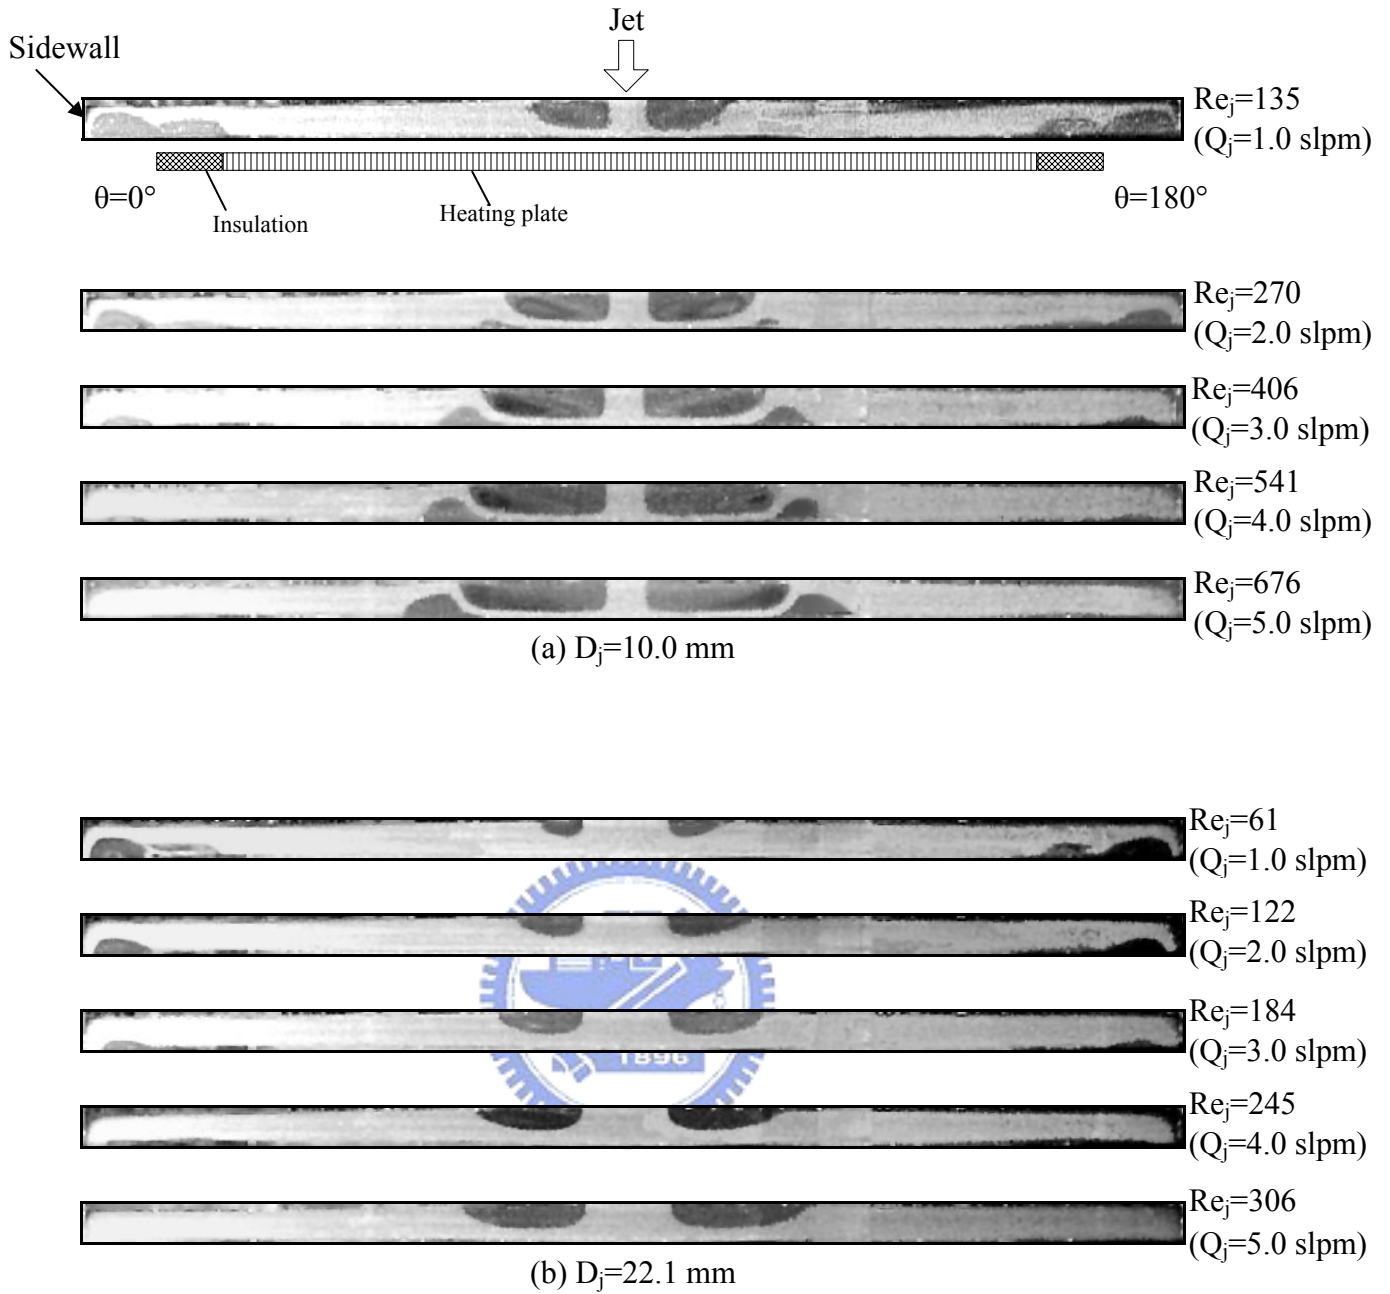 Jet
Sidewall
Re_j=135
(Q_j=1.0 slpm)
θ=0°
θ=180°
Insulation
Heating plate
Re_j=270
(Q_j=2.0 slpm)
Re_j=406
(Q_j=3.0 slpm)
Re_j=541
(Q_j=4.0 slpm)
Re_j=676
(Q_j=5.0 slpm)
(a) D_j=10.0 mm
Re_j=61
(Q_j=1.0 slpm)
Re_j=122
(Q_j=2.0 slpm)
Re_j=184
(Q_j=3.0 slpm)
1896
Re_j=245
(Q_j=4.0 slpm)
Re_j=306
(Q_j=5.0 slpm)
(b) D_j=22.1 mm